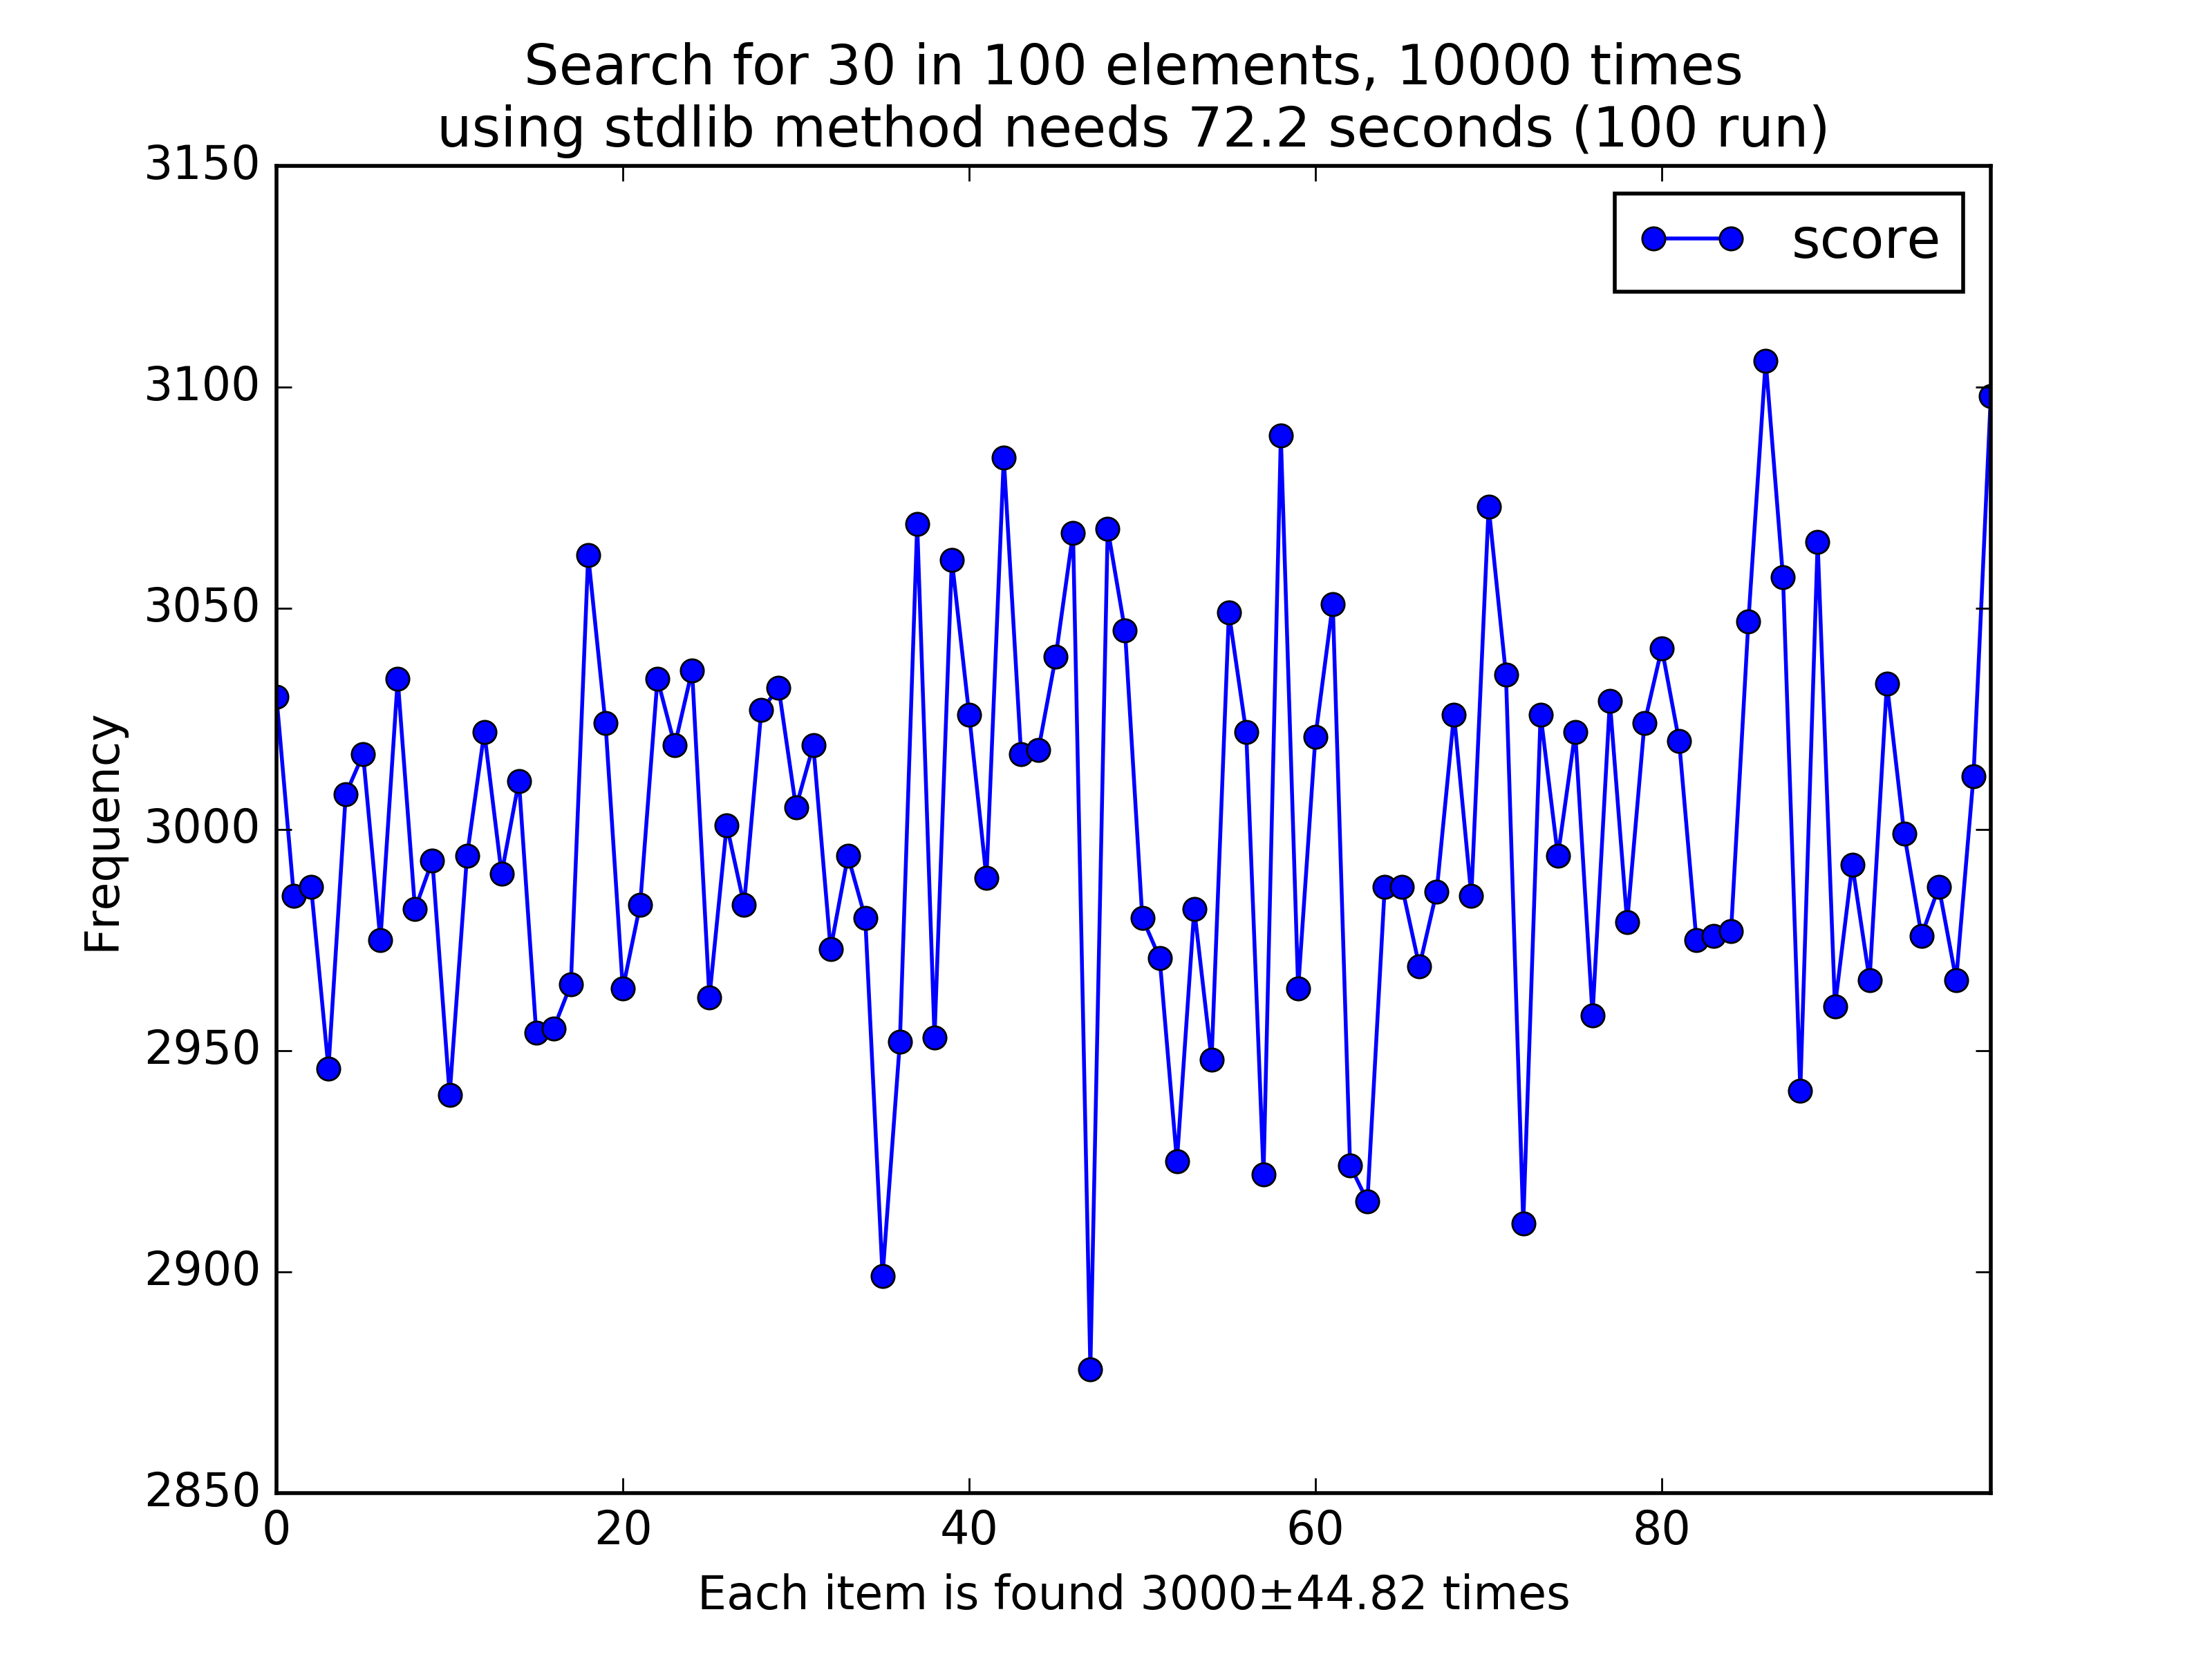 Search for 30 in 100 elements, 10000 times
using stdlib method needs 72.2 seconds (100 run)
3150
3100
3050
3000
2950
2900
2850
Frequency
score
0 20 40 60 80
Each item is found 3000±44.82 times